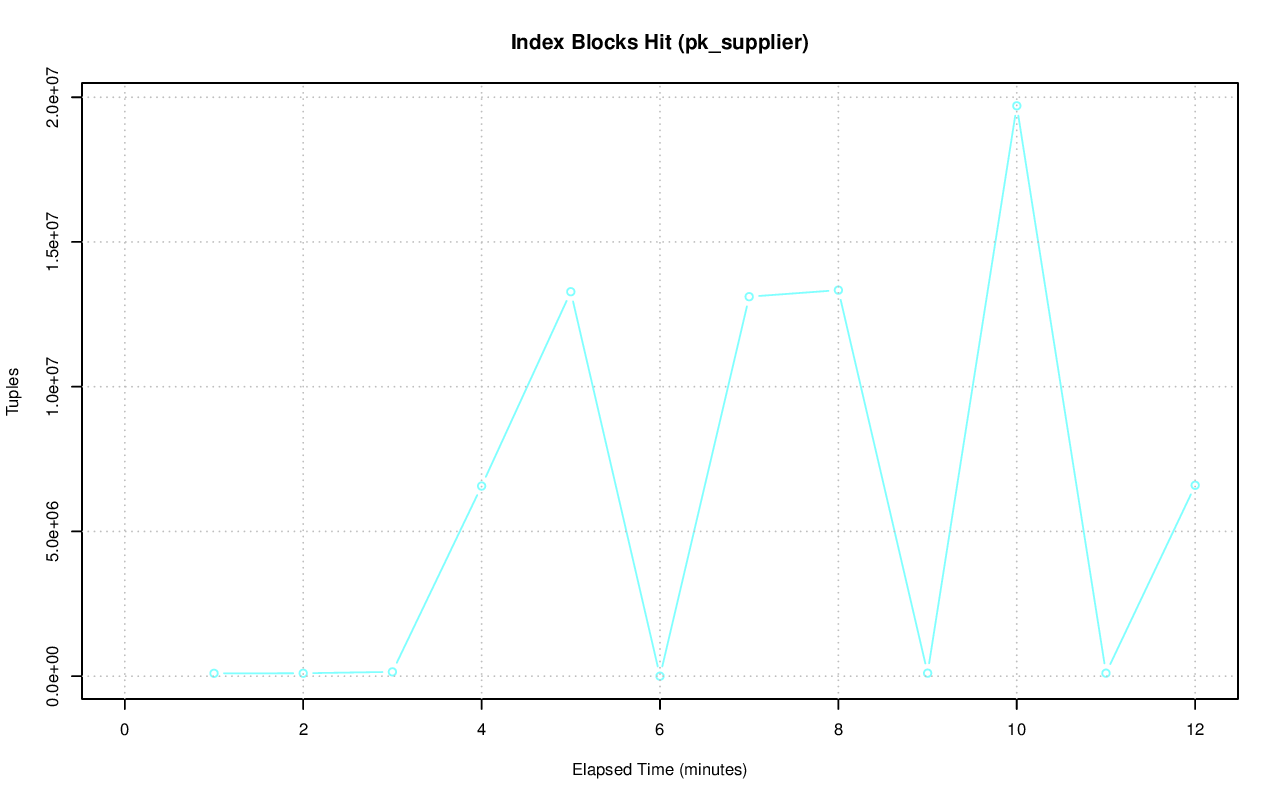 Index Blocks Hit (pk_supplier)
2.0e+07
1.5e+07
1.0e+07
5.0e+06
0.0e+00
Tuples
0 2 4 6 8 10 12
Elapsed Time (minutes)